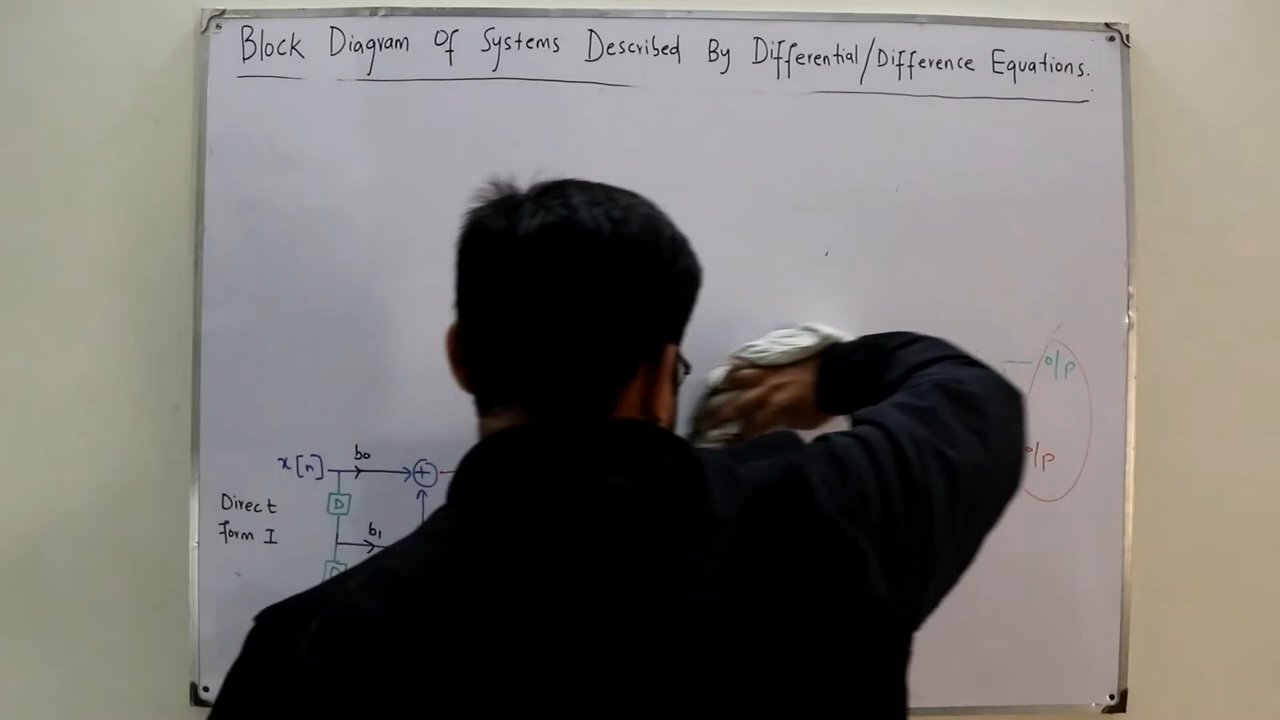 Block Diagram Of Systems Described By Differential/Difference Equations.
o/p
b0
x[n] +
o/p
D
Direct
form I
b1
D